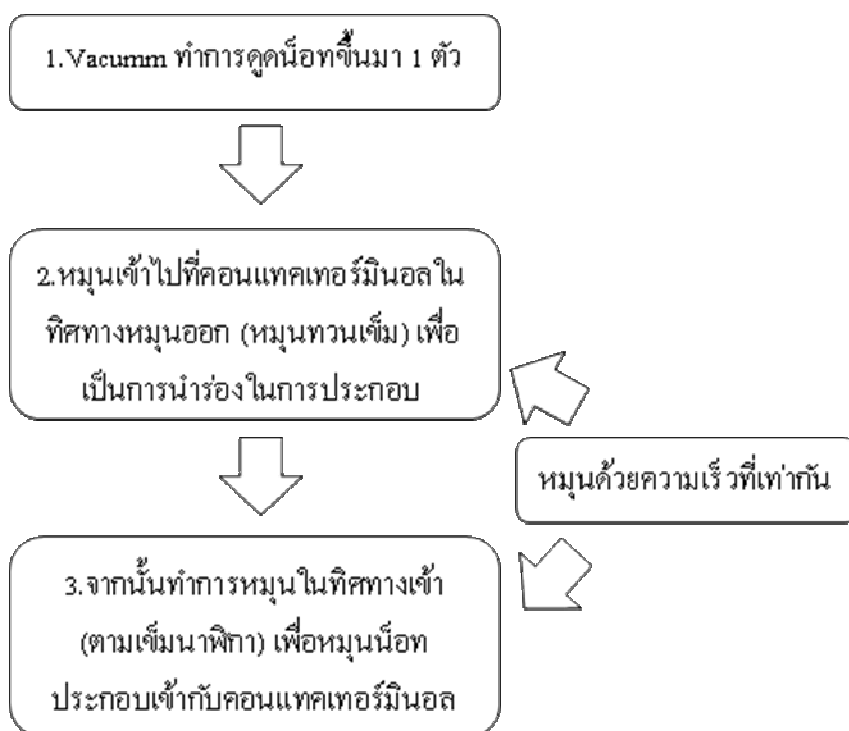 1.Vacumm ทำการดูดน็อทขึ้นมา 1 ตัว
2.หมุนเข้าไปที่คอนแทคเทอร์มินอลใน
ทิศทางหมุนออก (หมุนทวนเข็ม) เพื่อ
เป็นการนำร่องในการประกอบ
หมุนด้วยความเร็วที่เท่ากัน
3.จากนั้นทำการหมุนในทิศทางเข้า
(ตามเข็มนาฬิกา) เพื่อหมุนน็อท
ประกอบเข้ากับคอนแทคเทอร์มินอล